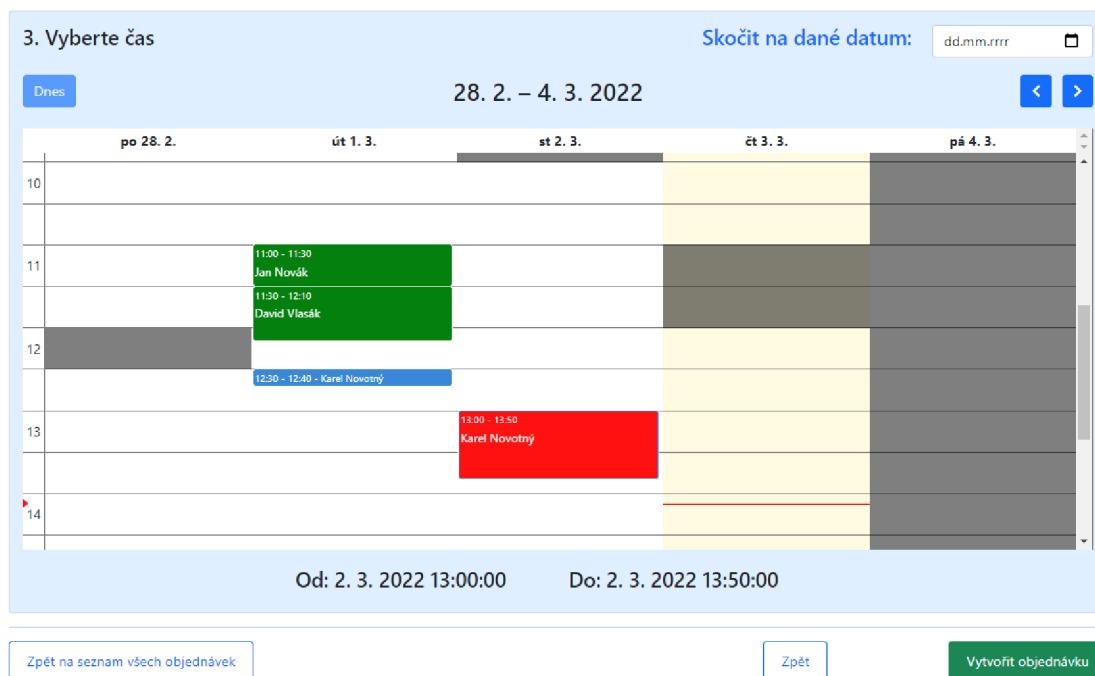 3. Vyberte čas
Skočit na dané datum:
dd.mm.rrrr
Dnes
28. 2. – 4. 3. 2022
po 28. 2.
út 1. 3.
st 2. 3.
čt 3. 3.
pá 4. 3.
10
11:00 - 11:30
11
Jan Novák
11:30 - 12:10
David Vlasák
12
12:30 - 12:40 - Karel Novotný
13:00 - 13:50
13
Karel Novotný
14
Od: 2. 3. 2022 13:00:00
Do: 2. 3. 2022 13:50:00
Zpět na seznam všech objednávek
Zpět
Vytvořit objednávku